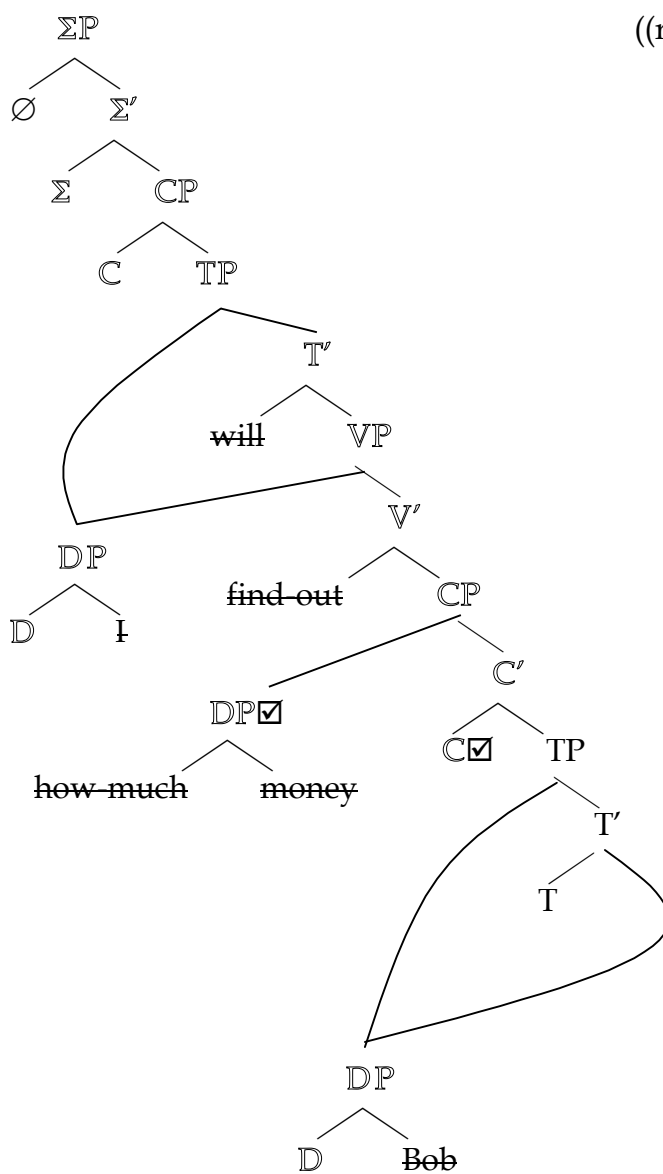 ΣP ((r
∅ Σ′
Σ CP
C TP
T′
will VP
V′
DP
find-out CP
D I
C′
DP☑
C☑ TP
how-much money
T′
T
DP
D Bob